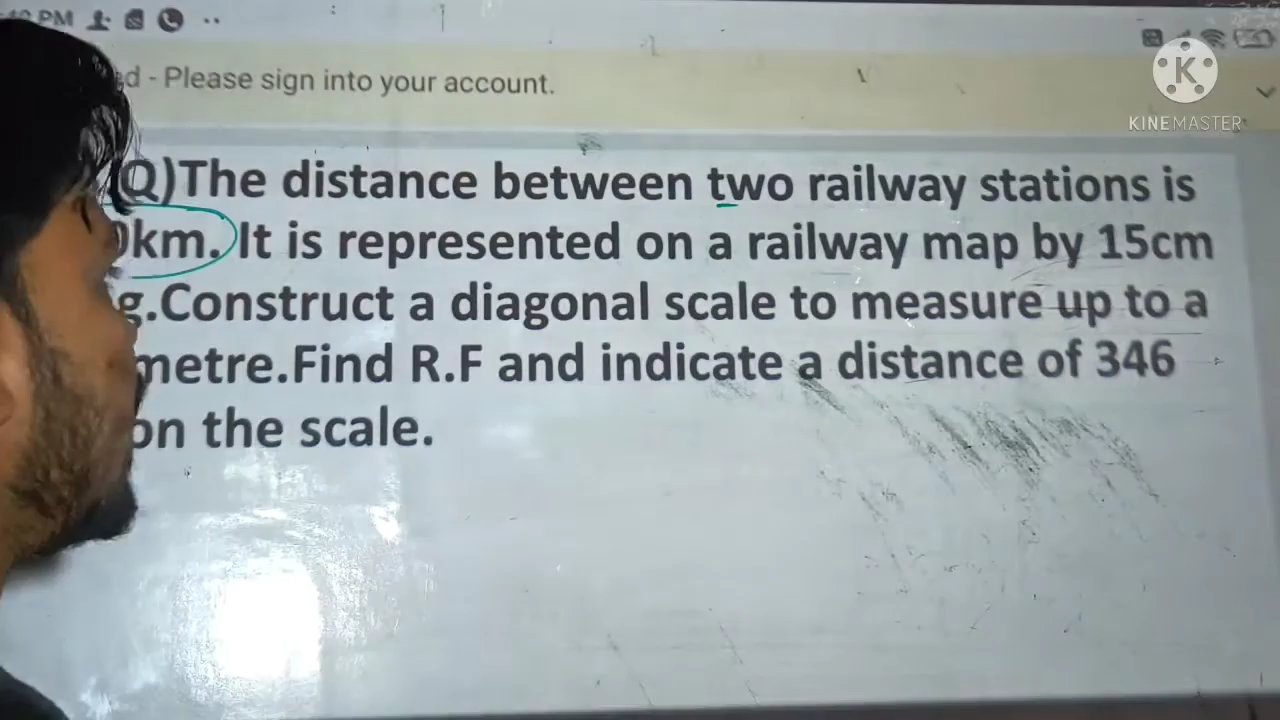 PM
- Please sign into your account.
KINEMASTER
Q)The distance between two railway stations is
km. It is represented on a railway map by 15cm
Construct a diagonal scale to measure up to a
metre.Find R.F and indicate a distance of 346
on the scale.